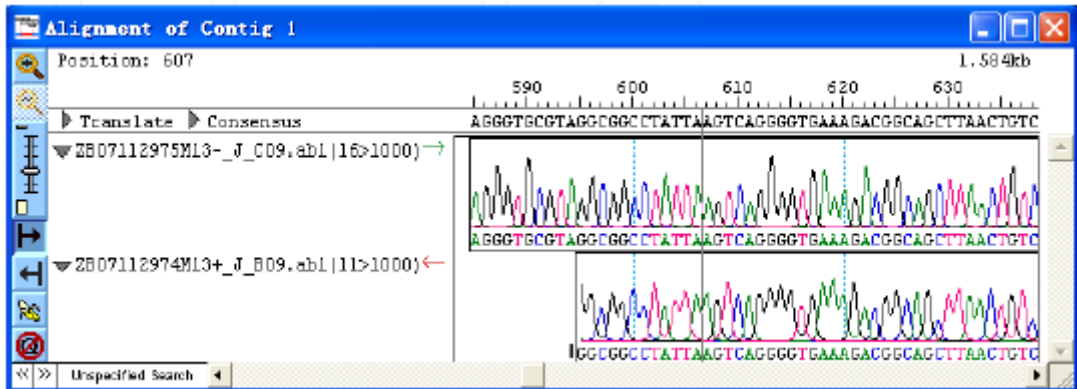 Alignment of Contig 1
Position: 607 1.584kb
590 600 610 620 630
Translate Consensus AGGGTGCGTAGGCGGCCTATTAAGTCAGGGGTGAAAGACGGCAGCTTAACTGTC
ZB07112975M13-_J_C09.ab1(16>1000) →
AGGGTGCGTAGGCGGCCTATTAAGTCAGGGGTGAAAGACGGCAGCTTAACTGTC
ZB07112974M13+_J_B09.ab1(11>1000) ←
GGCGGCCTATTAAGTCAGGGGTGAAAGACGGCAGCTTAACTGTC
Unspecified Search